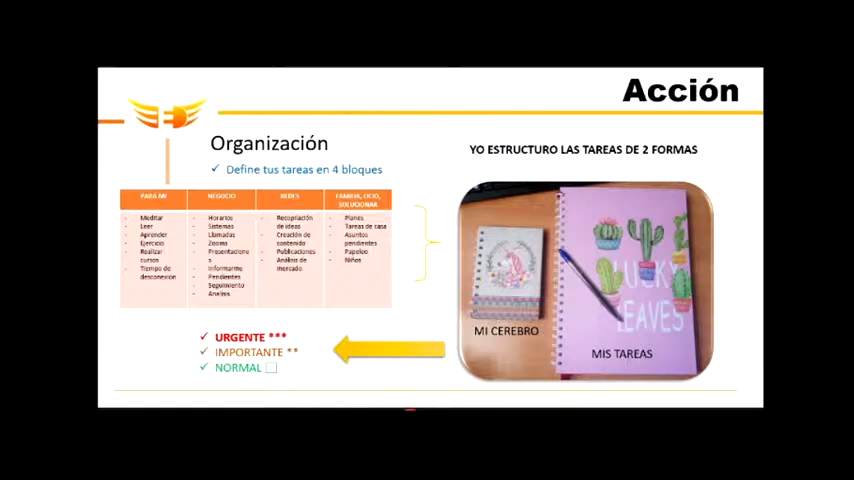 Acción
Organización
✓ Define tus tareas en 4 bloques
YO ESTRUCTURO LAS TAREAS DE 2 FORMAS
PARA MI
- Meditar
- Leer
- Aprender
- Ejercicio
- Realizar
cursos
- Tiempo de
desconexión
NEGOCIO
- Horarios
- Sistemas
- Llamadas
- Zooms
- Presentacione
s
- Informarme
- Pendientes
- Seguimiento
- Analisis
REDES
- Recopilación
de ideas
- Creación de
contenido
- Publicaciones
- Análisis de
mercado
FAMILIA, OCIO,
SOLUCIONAR
- Planes
- Tareas de casa
- Asuntos
pendientes
- Papeleo
- Niños
✓ URGENTE ***
✓ IMPORTANTE **
✓ NORMAL
LUCKY
LEAVES
MI CEREBRO
MIS TAREAS